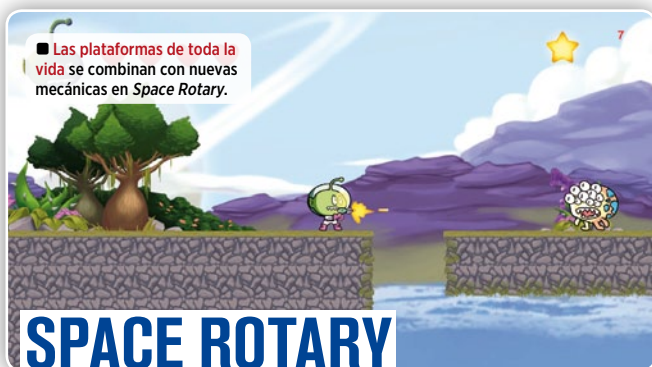 ■ Las plataformas de toda la
vida se combinan con nuevas
mecánicas en Space Rotary.
7
SPACE ROTARY